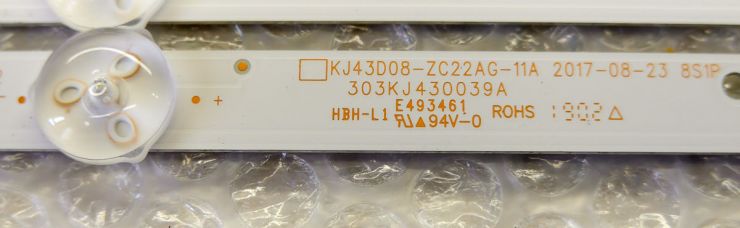 KJ43D08-ZC22AG-11A 2017-08-23 8S1P
303KJ430039A
HBH-L1 E493461 ROHS 1902
94V-0
+